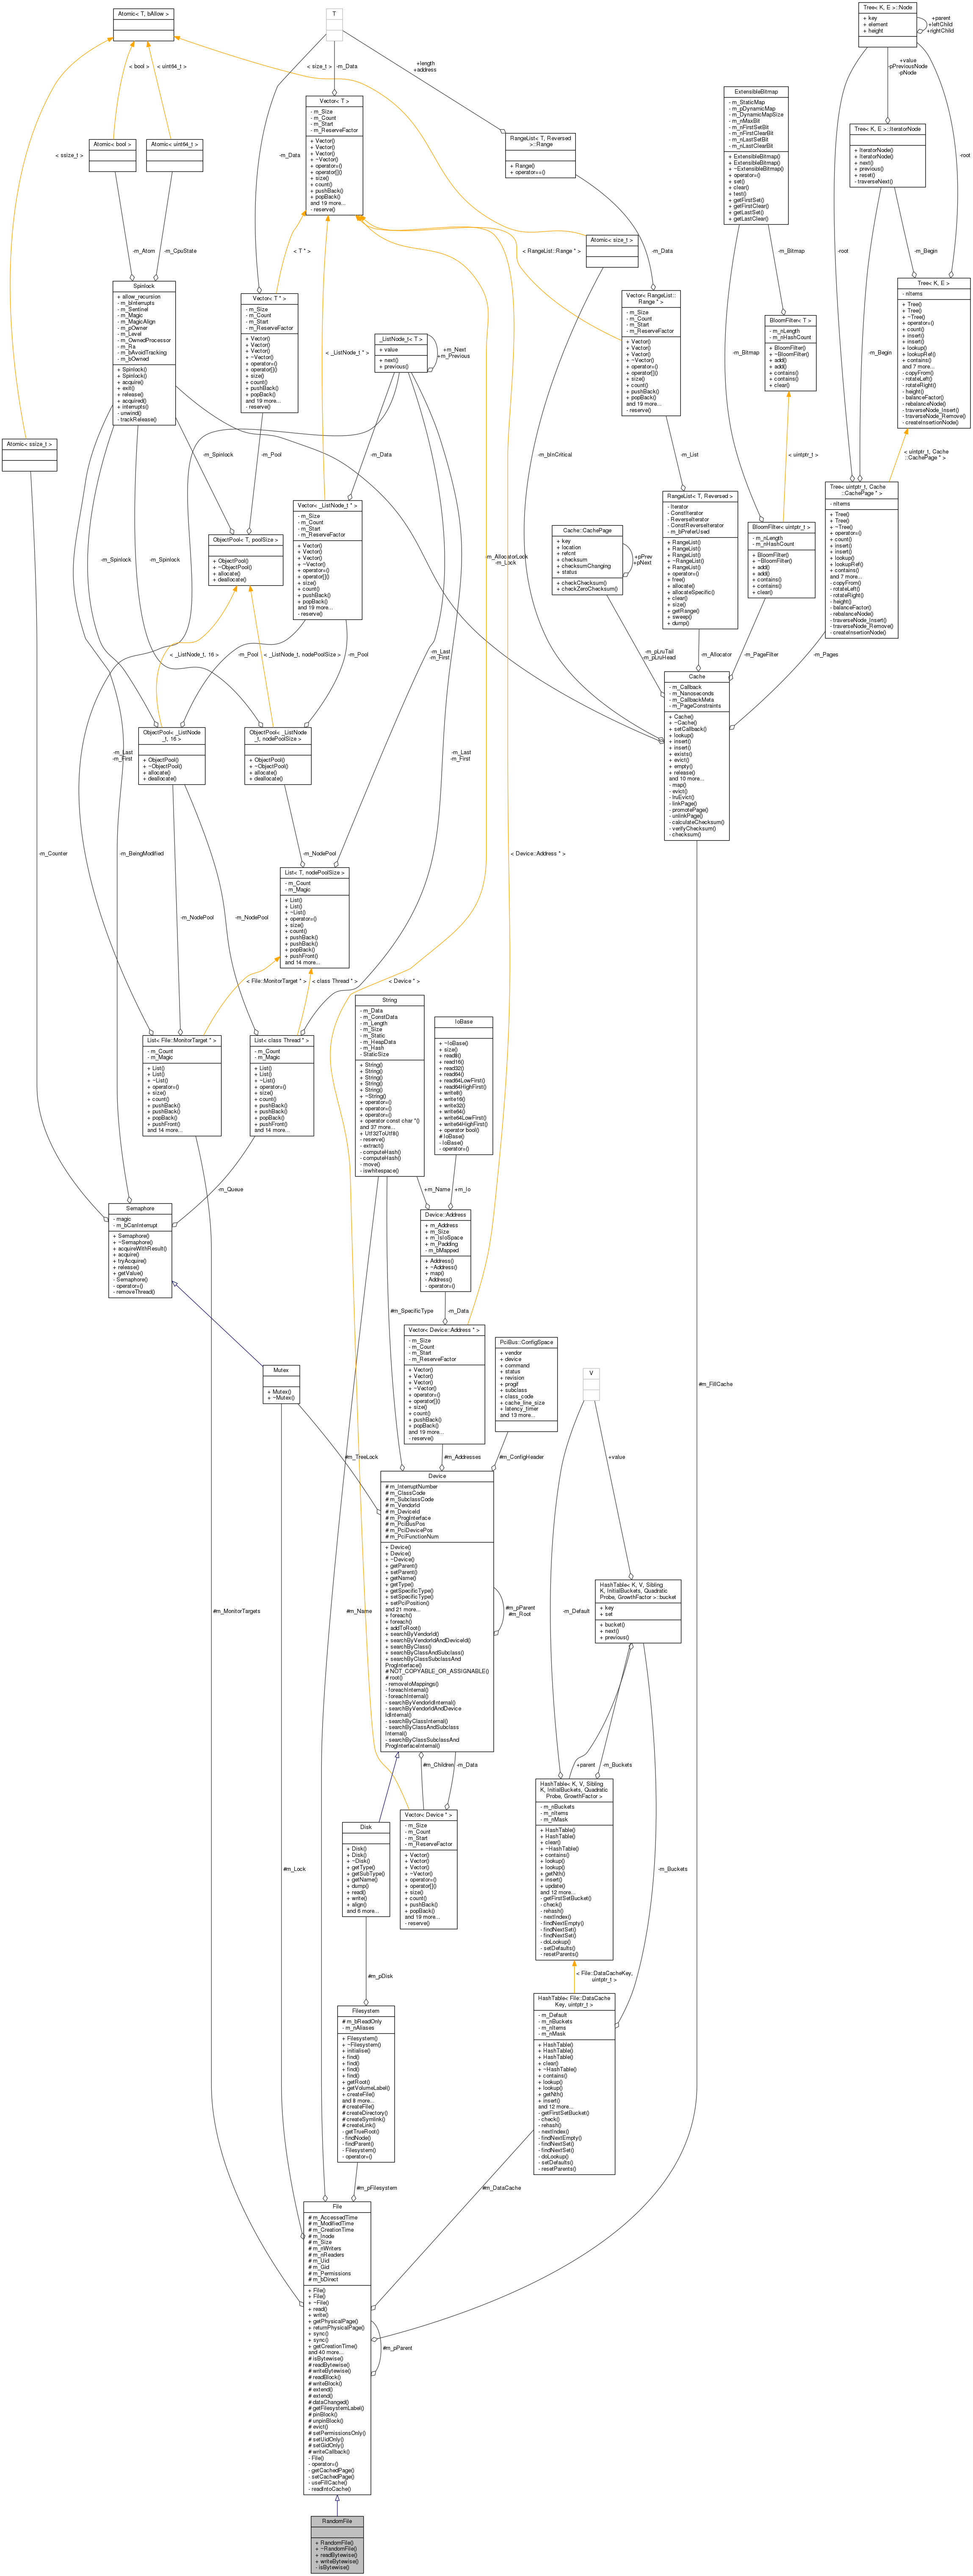 Atomic< T, bAllow >
T
Tree< K, E >::Node
+ key
+ element
+ height
+parent
+leftChild
+rightChild
< bool >
< uint64_t >
< size_t >
-m_Data
+length
+address
+value
-pPreviousNode
-pNode
< ssize_t >
Atomic< bool >
Atomic< uint64_t >
-m_Data
Vector< T >
- m_Size
- m_Count
- m_Start
- m_ReserveFactor
+ Vector()
+ Vector()
+ Vector()
+ ~Vector()
+ operator=()
+ operator[]()
+ size()
+ count()
+ pushBack()
+ popBack()
and 19 more...
- reserve()
RangeList< T, Reversed
>::Range
+ Range()
+ operator==()
ExtensibleBitmap
- m_StaticMap
- m_pDynamicMap
- m_DynamicMapSize
- m_nMaxBit
- m_nFirstSetBit
- m_nFirstClearBit
- m_nLastSetBit
- m_nLastClearBit
+ ExtensibleBitmap()
+ ExtensibleBitmap()
+ ~ExtensibleBitmap()
+ operator=()
+ set()
+ clear()
+ test()
+ getFirstSet()
+ getFirstClear()
+ getLastSet()
+ getLastClear()
Tree< K, E >::IteratorNode
+ IteratorNode()
+ IteratorNode()
+ next()
+ previous()
+ reset()
- traverseNext()
-root
-m_Atom
-m_CpuState
< T * >
< RangeList::Range * >
Atomic< size_t >
-m_Data
-m_Bitmap
-root
-m_Begin
Spinlock
+ allow_recursion
- m_bInterrupts
- m_Sentinel
- m_Magic
- m_MagicAlign
- m_pOwner
- m_Level
- m_OwnedProcessor
- m_Ra
- m_bAvoidTracking
- m_bOwned
+ Spinlock()
+ Spinlock()
+ acquire()
+ exit()
+ release()
+ acquired()
+ interrupts()
- unwind()
- trackRelease()
Vector< T * >
- m_Size
- m_Count
- m_Start
- m_ReserveFactor
+ Vector()
+ Vector()
+ Vector()
+ ~Vector()
+ operator=()
+ operator[]()
+ size()
+ count()
+ pushBack()
+ popBack()
and 19 more...
- reserve()
< _ListNode_t * >
_ListNode_t< T >
+ value
+ next()
+ previous()
+m_Next
+m_Previous
Vector< RangeList::
Range * >
- m_Size
- m_Count
- m_Start
- m_ReserveFactor
+ Vector()
+ Vector()
+ Vector()
+ ~Vector()
+ operator=()
+ operator[]()
+ size()
+ count()
+ pushBack()
+ popBack()
and 19 more...
- reserve()
-m_Bitmap
BloomFilter< T >
- m_nLength
- m_nHashCount
+ BloomFilter()
+ ~BloomFilter()
+ add()
+ add()
+ contains()
+ contains()
+ clear()
-m_Begin
Tree< K, E >
- nItems
+ Tree()
+ Tree()
+ ~Tree()
+ operator=()
+ count()
+ insert()
+ insert()
+ lookup()
+ lookupRef()
+ contains()
and 7 more...
- copyFrom()
- rotateLeft()
- rotateRight()
- height()
- balanceFactor()
- rebalanceNode()
- traverseNode_Insert()
- traverseNode_Remove()
- createInsertionNode()
Atomic< ssize_t >
-m_Spinlock
-m_Pool
-m_Data
-m_bInCritical
-m_List
< uintptr_t >
< uintptr_t, Cache
::CachePage * >
-m_Spinlock
-m_Spinlock
ObjectPool< T, poolSize >
+ ObjectPool()
+ ~ObjectPool()
+ allocate()
+ deallocate()
Vector< _ListNode_t * >
- m_Size
- m_Count
- m_Start
- m_ReserveFactor
+ Vector()
+ Vector()
+ Vector()
+ ~Vector()
+ operator=()
+ operator[]()
+ size()
+ count()
+ pushBack()
+ popBack()
and 19 more...
- reserve()
-m_AllocatorLock
-m_Lock
Cache::CachePage
+ key
+ location
+ refcnt
+ checksum
+ checksumChanging
+ status
+ checkChecksum()
+ checkZeroChecksum()
+pPrev
+pNext
RangeList< T, Reversed >
- Iterator
- ConstIterator
- ReverseIterator
- ConstReverseIterator
- m_bPreferUsed
+ RangeList()
+ RangeList()
+ RangeList()
+ ~RangeList()
+ RangeList()
+ operator=()
+ free()
+ allocate()
+ allocateSpecific()
+ clear()
+ size()
+ getRange()
+ sweep()
+ dump()
BloomFilter< uintptr_t >
- m_nLength
- m_nHashCount
+ BloomFilter()
+ ~BloomFilter()
+ add()
+ add()
+ contains()
+ contains()
+ clear()
Tree< uintptr_t, Cache
::CachePage * >
- nItems
+ Tree()
+ Tree()
+ ~Tree()
+ operator=()
+ count()
+ insert()
+ insert()
+ lookup()
+ lookupRef()
+ contains()
and 7 more...
- copyFrom()
- rotateLeft()
- rotateRight()
- height()
- balanceFactor()
- rebalanceNode()
- traverseNode_Insert()
- traverseNode_Remove()
- createInsertionNode()
< _ListNode_t, 16 >
-m_Pool
< _ListNode_t, nodePoolSize >
-m_Pool
-m_Last
-m_First
-m_pLruTail
-m_pLruHead
-m_Allocator
-m_PageFilter
-m_Pages
Cache
- m_Callback
- m_Nanoseconds
- m_CallbackMeta
- m_PageConstraints
+ Cache()
+ ~Cache()
+ setCallback()
+ lookup()
+ insert()
+ insert()
+ exists()
+ evict()
+ empty()
+ release()
and 10 more...
- map()
- evict()
- lruEvict()
- linkPage()
- promotePage()
- unlinkPage()
- calculateChecksum()
- verifyChecksum()
- checksum()
-m_Last
-m_First
ObjectPool< _ListNode
_t, 16 >
+ ObjectPool()
+ ~ObjectPool()
+ allocate()
+ deallocate()
ObjectPool< _ListNode
_t, nodePoolSize >
+ ObjectPool()
+ ~ObjectPool()
+ allocate()
+ deallocate()
-m_Last
-m_First
-m_Counter
-m_BeingModified
-m_NodePool
< Device::Address * >
List< T, nodePoolSize >
- m_Count
- m_Magic
+ List()
+ List()
+ ~List()
+ operator=()
+ size()
+ count()
+ pushBack()
+ pushBack()
+ popBack()
+ pushFront()
and 14 more...
-m_NodePool
-m_NodePool
< File::MonitorTarget * >
< class Thread * >
< Device * >
List< File::MonitorTarget * >
- m_Count
- m_Magic
+ List()
+ List()
+ ~List()
+ operator=()
+ size()
+ count()
+ pushBack()
+ pushBack()
+ popBack()
+ pushFront()
and 14 more...
List< class Thread * >
- m_Count
- m_Magic
+ List()
+ List()
+ ~List()
+ operator=()
+ size()
+ count()
+ pushBack()
+ pushBack()
+ popBack()
+ pushFront()
and 14 more...
String
- m_Data
- m_ConstData
- m_Length
- m_Size
- m_Static
- m_HeapData
- m_Hash
- StaticSize
+ String()
+ String()
+ String()
+ String()
+ String()
+ ~String()
+ operator=()
+ operator=()
+ operator=()
+ operator const char *()
and 37 more...
+ Utf32ToUtf8()
- reserve()
- extract()
- computeHash()
- computeHash()
- move()
- iswhitespace()
IoBase
+ ~IoBase()
+ size()
+ read8()
+ read16()
+ read32()
+ read64()
+ read64LowFirst()
+ read64HighFirst()
+ write8()
+ write16()
+ write32()
+ write64()
+ write64LowFirst()
+ write64HighFirst()
+ operator bool()
# IoBase()
- IoBase()
- operator=()
-m_Queue
+m_Name
+m_Io
Semaphore
- magic
- m_bCanInterrupt
+ Semaphore()
+ ~Semaphore()
+ acquireWithResult()
+ acquire()
+ tryAcquire()
+ release()
+ getValue()
- Semaphore()
- operator=()
- removeThread()
Device::Address
+ m_Address
+ m_Size
+ m_IsIoSpace
+ m_Padding
- m_bMapped
+ Address()
+ ~Address()
+ map()
- Address()
- operator=()
#m_SpecificType
-m_Data
Mutex
+ Mutex()
+ ~Mutex()
Vector< Device::Address * >
- m_Size
- m_Count
- m_Start
- m_ReserveFactor
+ Vector()
+ Vector()
+ Vector()
+ ~Vector()
+ operator=()
+ operator[]()
+ size()
+ count()
+ pushBack()
+ popBack()
and 19 more...
- reserve()
PciBus::ConfigSpace
+ vendor
+ device
+ command
+ status
+ revision
+ progif
+ subclass
+ class_code
+ cache_line_size
+ latency_timer
and 13 more...
V
#m_FillCache
#m_TreeLock
#m_Addresses
#m_ConfigHeader
+value
Device
# m_InterruptNumber
# m_ClassCode
# m_SubclassCode
# m_VendorId
# m_DeviceId
# m_ProgInterface
# m_PciBusPos
# m_PciDevicePos
# m_PciFunctionNum
+ Device()
+ Device()
+ ~Device()
+ getParent()
+ setParent()
+ getName()
+ getType()
+ getSpecificType()
+ setSpecificType()
+ setPciPosition()
and 21 more...
+ foreach()
+ foreach()
+ addToRoot()
+ searchByVendorId()
+ searchByVendorIdAndDeviceId()
+ searchByClass()
+ searchByClassAndSubclass()
+ searchByClassSubclassAnd
ProgInterface()
# NOT_COPYABLE_OR_ASSIGNABLE()
# root()
- removeIoMappings()
- foreachInternal()
- foreachInternal()
- searchByVendorIdInternal()
- searchByVendorIdAndDevice
IdInternal()
- searchByClassInternal()
- searchByClassAndSubclass
Internal()
- searchByClassSubclassAnd
ProgInterfaceInternal()
#m_pParent
#m_Root
#m_MonitorTargets
#m_Name
-m_Default
HashTable< K, V, Sibling
K, InitialBuckets, Quadratic
Probe, GrowthFactor >::bucket
+ key
+ set
+ bucket()
+ next()
+ previous()
#m_Children
-m_Data
+parent
-m_Buckets
Disk
+ Disk()
+ Disk()
+ ~Disk()
+ getType()
+ getSubType()
+ getName()
+ dump()
+ read()
+ write()
+ align()
and 6 more...
Vector< Device * >
- m_Size
- m_Count
- m_Start
- m_ReserveFactor
+ Vector()
+ Vector()
+ Vector()
+ ~Vector()
+ operator=()
+ operator[]()
+ size()
+ count()
+ pushBack()
+ popBack()
and 19 more...
- reserve()
HashTable< K, V, Sibling
K, InitialBuckets, Quadratic
Probe, GrowthFactor >
- m_nBuckets
- m_nItems
- m_nMask
+ HashTable()
+ HashTable()
+ clear()
+ ~HashTable()
+ contains()
+ lookup()
+ lookup()
+ getNth()
+ insert()
+ update()
and 12 more...
- getFirstSetBucket()
- check()
- rehash()
- nextIndex()
- findNextEmpty()
- findNextSet()
- findNextSet()
- doLookup()
- setDefaults()
- resetParents()
#m_Lock
-m_Buckets
#m_pDisk
< File::DataCacheKey,
uintptr_t >
Filesystem
# m_bReadOnly
- m_nAliases
+ Filesystem()
+ ~Filesystem()
+ initialise()
+ find()
+ find()
+ find()
+ find()
+ getRoot()
+ getVolumeLabel()
+ createFile()
and 9 more...
# createFile()
# createDirectory()
# createSymlink()
# createLink()
- getTrueRoot()
- findNode()
- findParent()
- Filesystem()
- operator=()
HashTable< File::DataCache
Key, uintptr_t >
- m_Default
- m_nBuckets
- m_nItems
- m_nMask
+ HashTable()
+ HashTable()
+ HashTable()
+ clear()
+ ~HashTable()
+ contains()
+ lookup()
+ lookup()
+ getNth()
+ insert()
and 12 more...
- getFirstSetBucket()
- check()
- rehash()
- nextIndex()
- findNextEmpty()
- findNextSet()
- findNextSet()
- doLookup()
- setDefaults()
- resetParents()
#m_pFilesystem
#m_DataCache
File
# m_AccessedTime
# m_ModifiedTime
# m_CreationTime
# m_Inode
# m_Size
# m_nWriters
# m_nReaders
# m_Uid
# m_Gid
# m_Permissions
# m_bDirect
+ File()
+ File()
+ ~File()
+ read()
+ write()
+ getPhysicalPage()
+ returnPhysicalPage()
+ sync()
+ sync()
+ getCreationTime()
and 40 more...
# isBytewise()
# readBytewise()
# writeBytewise()
# readBlock()
# writeBlock()
# extend()
# extend()
# dataChanged()
# getFilesystemLabel()
# pinBlock()
# unpinBlock()
# evict()
# setPermissionsOnly()
# setUidOnly()
# setGidOnly()
# writeCallback()
- File()
- operator=()
- getCachedPage()
- setCachedPage()
- useFillCache()
- readIntoCache()
#m_pParent
RandomFile
+ RandomFile()
+ ~RandomFile()
+ readBytewise()
+ writeBytewise()
- isBytewise()